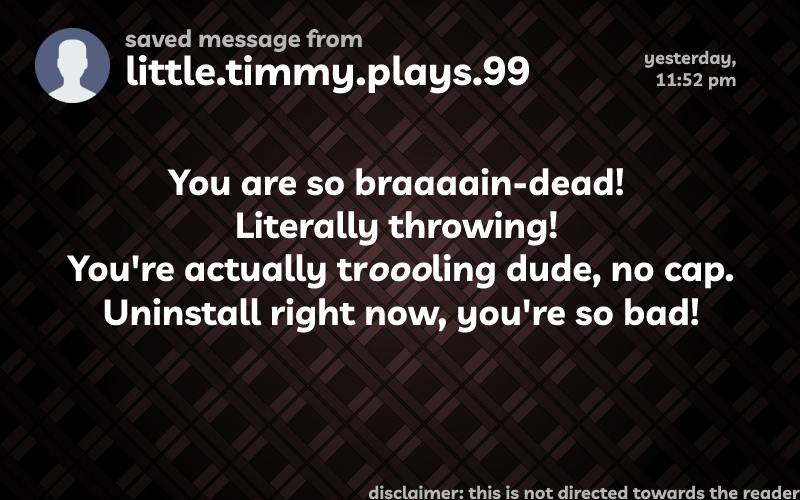 saved message from
little.timmy.plays.99
yesterday,
11:52 pm
You are so braaaain-dead!
Literally throwing!
You're actually troooling dude, no cap.
Uninstall right now, you're so bad!
disclaimer: this is not directed towards the reader